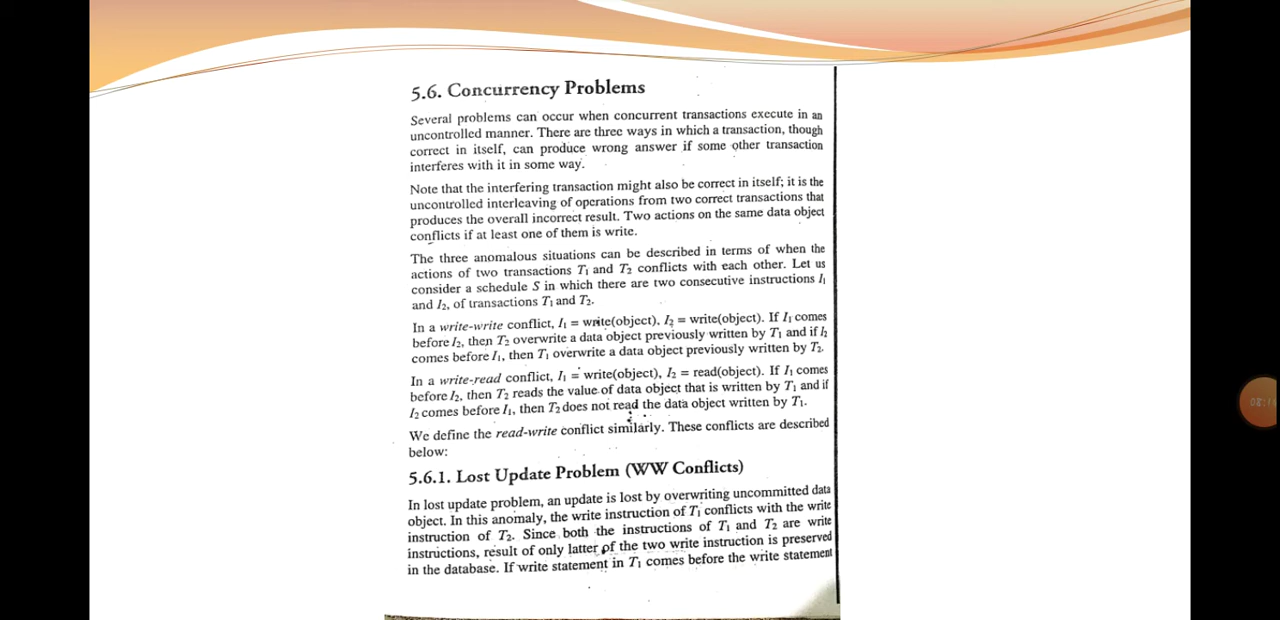 5.6. Concurrency Problems
Several problems can occur when concurrent transactions execute in an
uncontrolled manner. There are three ways in which a transaction, though
correct in itself, can produce wrong answer if some other transaction
interferes with it in some way.
Note that the interfering transaction might also be correct in itself; it is the
uncontrolled interleaving of operations from two correct transactions that
produces the overall incorrect result. Two actions on the same data object
conflicts if at least one of them is write.
The three anomalous situations can be described in terms of when the
actions of two transactions T₁ and T₂ conflicts with each other. Let us
consider a schedule S in which there are two consecutive instructions I₁
and I₂, of transactions T₁ and T₂.
In a write-write conflict, I₁ = write(object), I₂ = write(object). If I₁ comes
before I₂, then T₂ overwrite a data object previously written by T₁ and if I₂
comes before I₁, then T₁ overwrite a data object previously written by T₂.
In a write-read conflict, I₁ = write(object), I₂ = read(object). If I₁ comes
before I₂, then T₂ reads the value of data object that is written by T₁ and if
I₂ comes before I₁, then T₂ does not read the data object written by T₁.
We define the read-write conflict similarly. These conflicts are described
below:
5.6.1. Lost Update Problem (WW Conflicts)
In lost update problem, an update is lost by overwriting uncommitted data
object. In this anomaly, the write instruction of T₁ conflicts with the write
instruction of T₂. Since both the instructions of T₁ and T₂ are write
instructions, result of only latter of the two write instruction is preserved
in the database. If write statement in T₁ comes before the write statement